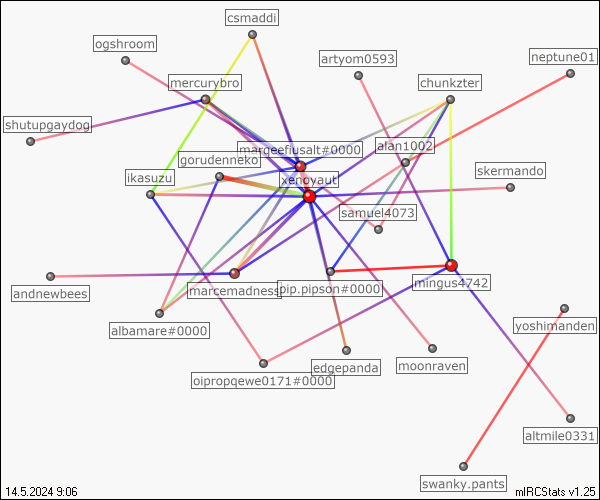 csmaddi
ogshroom
artyom0593
neptune01
mercurybro
chunkzter
shutupgaydog
margeefiusalt#0000
alan1002
gorudenneko
ikasuzu
xenoyaut
skermando
samuel4073
andnewbees
marcemadness
pip.pipson#0000
mingus4742
albamare#0000
yoshimanden
oipropqewe0171#0000
edgepanda
moonraven
altmile0331
swanky.pants
14.5.2024 9:06
mIRCStats v1.25